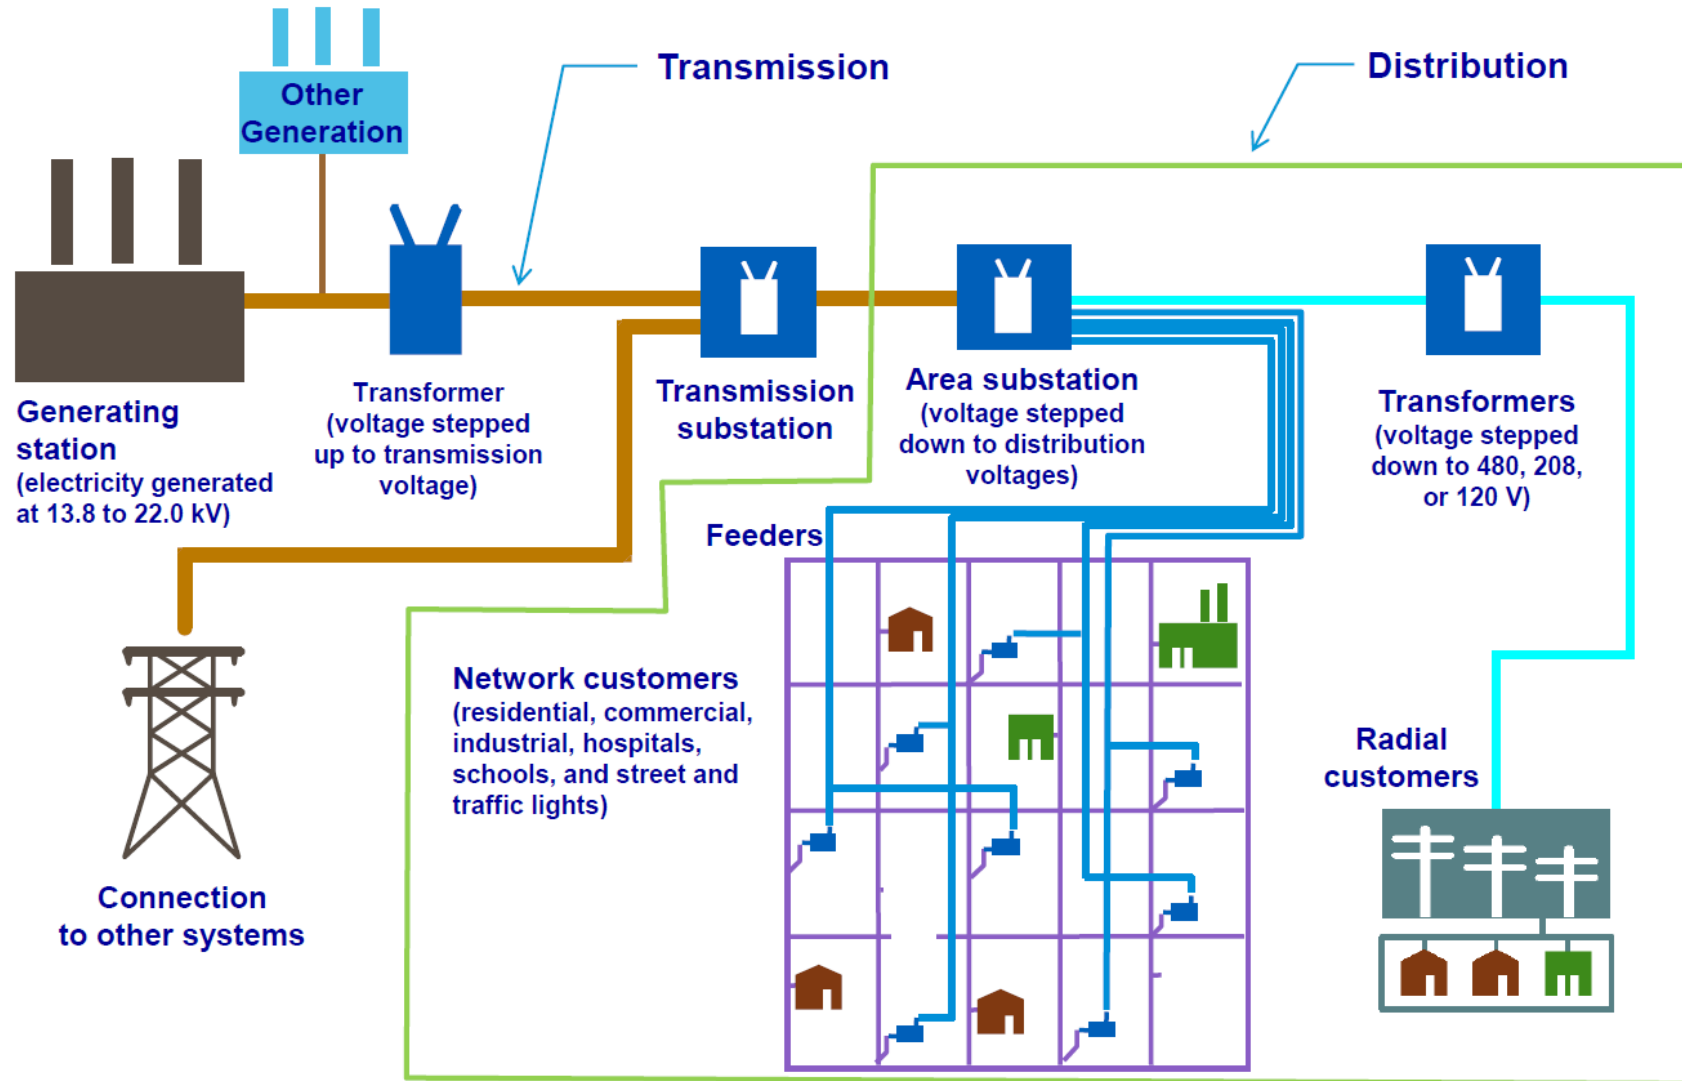 Other
Generation
Transmission
Distribution
Generating
station
(electricity generated
at 13.8 to 22.0 kV)
Transformer
(voltage stepped
up to transmission
voltage)
Transmission
substation
Area substation
(voltage stepped
down to distribution
voltages)
Transformers
(voltage stepped
down to 480, 208,
or 120 V)
Feeders
Network customers
(residential, commercial,
industrial, hospitals,
schools, and street and
traffic lights)
Radial
customers
Connection
to other systems